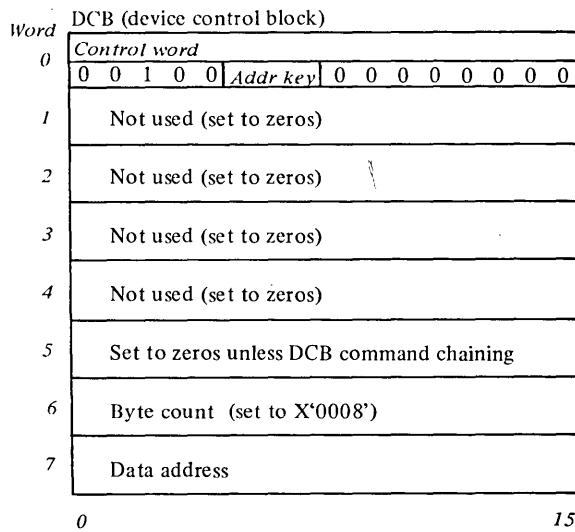 DCB (device control block)
Word
0 Control word
0 0 1 0 0 Addr key 0 0 0 0 0 0 0 0
1 Not used (set to zeros)
2 Not used (set to zeros)
3 Not used (set to zeros)
4 Not used (set to zeros)
5 Set to zeros unless DCB command chaining
6 Byte count (set to X‘0008’)
7 Data address
0 15